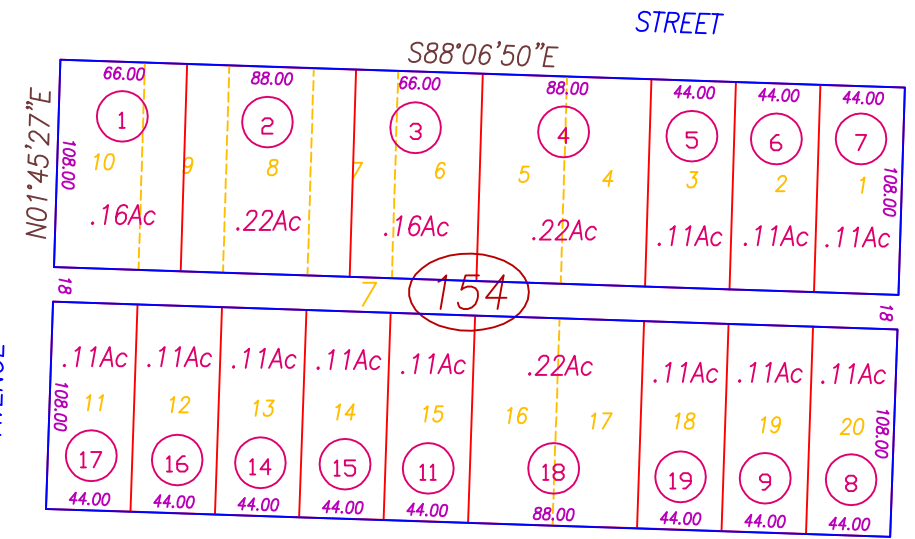 STREET
S88°06'50"E
N01°45'27"E
66.00 88.00 66.00 88.00 44.00 44.00 44.00
1 2 3 4 5 6 7
108.00 10 9 8 7 6 5 4 3 2 1 108.00
.16Ac .22Ac .16Ac .22Ac .11Ac .11Ac .11Ac
18 7 154 18
.11Ac .11Ac .11Ac .11Ac .11Ac .22Ac .11Ac .11Ac .11Ac
108.00 11 12 13 14 15 16 17 18 19 20 108.00
17 16 14 15 11 18 19 9 8
44.00 44.00 44.00 44.00 44.00 88.00 44.00 44.00 44.00